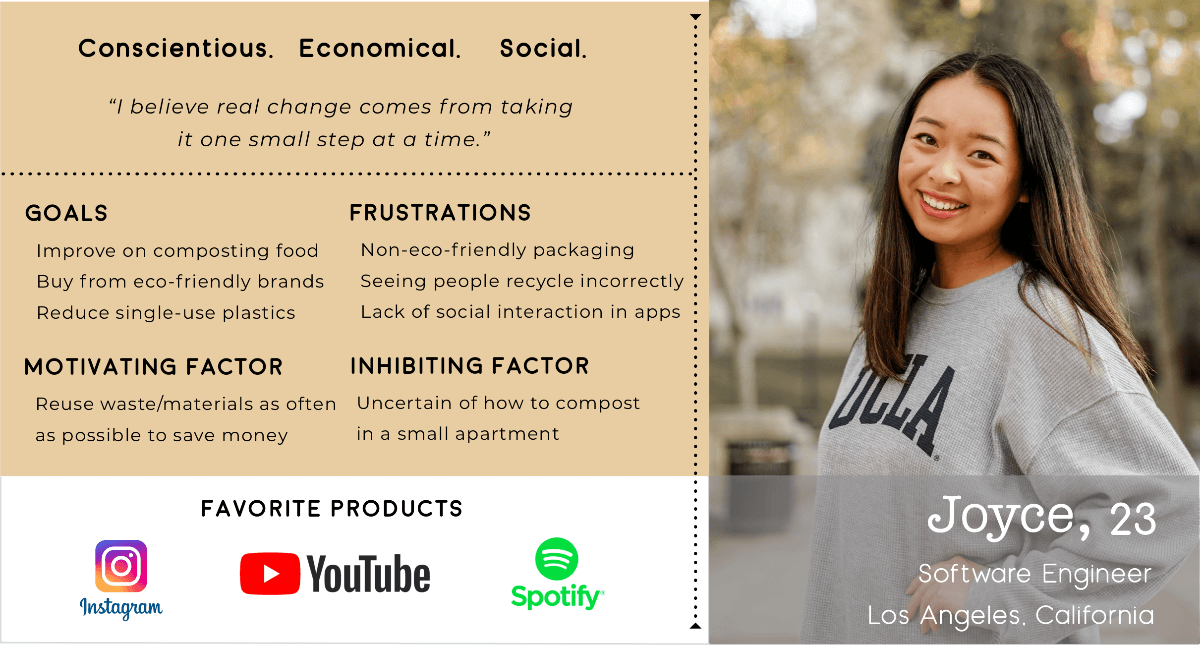 Conscientious. Economical. Social.
“I believe real change comes from taking
it one small step at a time.”
GOALS
Improve on composting food
Buy from eco-friendly brands
Reduce single-use plastics
FRUSTRATIONS
Non-eco-friendly packaging
Seeing people recycle incorrectly
Lack of social interaction in apps
MOTIVATING FACTOR
Reuse waste/materials as often
as possible to save money
INHIBITING FACTOR
Uncertain of how to compost
in a small apartment
FAVORITE PRODUCTS
Instagram
YouTube
Spotify
UCLA
Joyce, 23
Software Engineer
Los Angeles, California